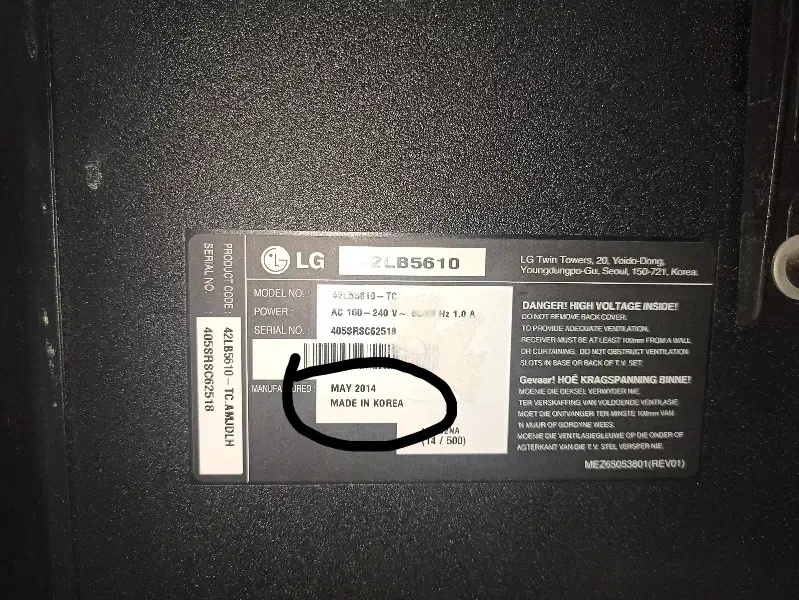 LG
42LB5610
LG Twin Towers, 20, Yoido-Dong,
Youngdungpo-Gu, Seoul, 150-721, Korea.
PRODUCT CODE : 42LB5610-TC.AMJDLH
SERIAL NO. : 405SRSC62518
MODEL NO. : 42LB5610-TC
POWER : AC 100-240 V~ 50/60 Hz 1.0 A
SERIAL NO. : 405SRSC62518
MANUFACTURED : MAY 2014
MADE IN KOREA
(14 / 500)
DANGER! HIGH VOLTAGE INSIDE!
DO NOT REMOVE BACK COVER.
TO PROVIDE ADEQUATE VENTILATION,
RECEIVER MUST BE AT LEAST 100mm FROM A WALL
OR CURTAINING. DO NOT OBSTRUCT VENTILATION
SLOTS IN BASE OR BACK OF T.V. SET.
Gevaar! HOË KRAGSPANNING BINNE!
MOENIE DIE DEKSEL VERWYDER NIE.
TER VERSKAFFING VAN VOLDOENDE VENTILASIE
MOET DIE ONTVANGER TEN MINSTE 100mm VAN
'N MUUR OF GORDYNE WEES.
MOENIE DIE VENTILASIEGLEUWE OP DIE ONDER OF
AGTERKANT VAN DIE T.V. STEL VERSPER NIE.
MEZ65053801(REV01)